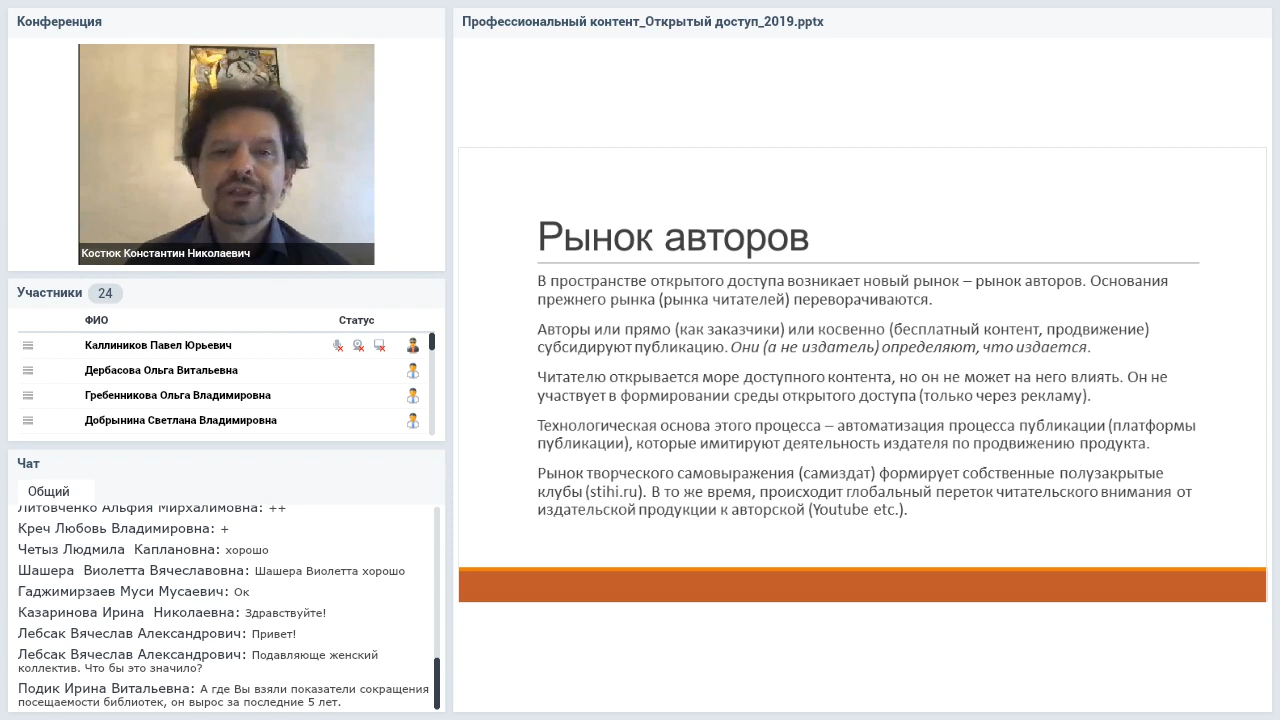 Конференция
Костюк Константин Николаевич
Участники 24
ФИО Статус
Каллиников Павел Юрьевич
Дербасова Ольга Витальевна
Гребенникова Ольга Владимировна
Добрынина Светлана Владимировна
Чат
Общий
Литовченко Альфия Мирхалимовна: ++
Креч Любовь Владимировна: +
Четыз Людмила Каплановна: хорошо
Шашера Виолетта Вячеславовна: Шашера Виолетта хорошо
Гаджимирзаев Муси Мусаевич: Ок
Казаринова Ирина Николаевна: Здравствуйте!
Лебсак Вячеслав Александрович: Привет!
Лебсак Вячеслав Александрович: Подавляюще женский
коллектив. Что бы это значило?
Подик Ирина Витальевна: А где Вы взяли показатели сокращения
посещаемости библиотек, он вырос за последние 5 лет.
Профессиональный контент_Открытый доступ_2019.pptx
Рынок авторов
В пространстве открытого доступа возникает новый рынок – рынок авторов. Основания
прежнего рынка (рынка читателей) переворачиваются.
Авторы или прямо (как заказчики) или косвенно (бесплатный контент, продвижение)
субсидируют публикацию. Они (а не издатель) определяют, что издается.
Читателю открывается море доступного контента, но он не может на него влиять. Он не
участвует в формировании среды открытого доступа (только через рекламу).
Технологическая основа этого процесса – автоматизация процесса публикации (платформы
публикации), которые имитируют деятельность издателя по продвижению продукта.
Рынок творческого самовыражения (самиздат) формирует собственные полузакрытые
клубы (stihi.ru). В то же время, происходит глобальный переток читательского внимания от
издательской продукции к авторской (Youtube etc.).